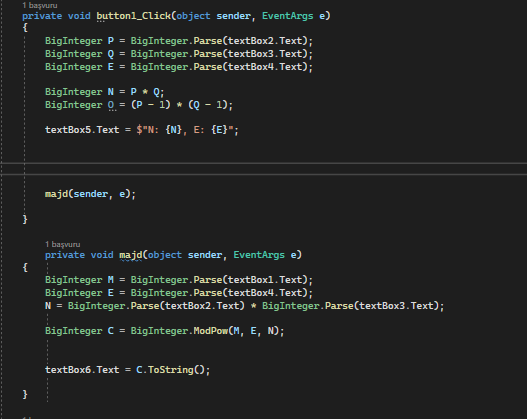 1 başvuru
private void button1_Click(object sender, EventArgs e)
{
BigInteger P = BigInteger.Parse(textBox2.Text);
BigInteger Q = BigInteger.Parse(textBox3.Text);
BigInteger E = BigInteger.Parse(textBox4.Text);
BigInteger N = P * Q;
BigInteger O = (P - 1) * (Q - 1);
textBox5.Text = $"N: {N}, E: {E}";
majd(sender, e);
}
1 başvuru
private void majd(object sender, EventArgs e)
{
BigInteger M = BigInteger.Parse(textBox1.Text);
BigInteger E = BigInteger.Parse(textBox4.Text);
N = BigInteger.Parse(textBox2.Text) * BigInteger.Parse(textBox3.Text);
BigInteger C = BigInteger.ModPow(M, E, N);
textBox6.Text = C.ToString();
}